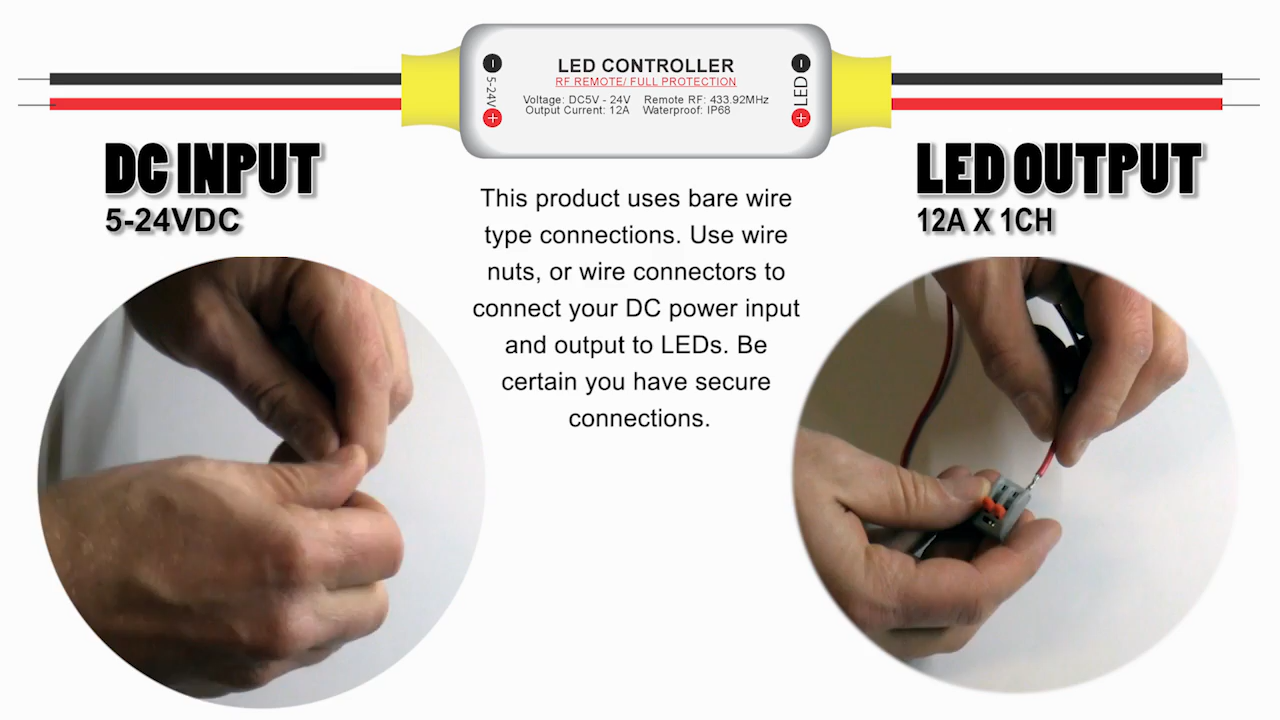 LED CONTROLLER
RF REMOTE/ FULL PROTECTION
Voltage: DC5V - 24V Remote RF: 433.92MHz
Output Current: 12A Waterproof: IP68
5-24V
LED
DC INPUT
5-24VDC
LED OUTPUT
12A X 1CH
This product uses bare wire
type connections. Use wire
nuts, or wire connectors to
connect your DC power input
and output to LEDs. Be
certain you have secure
connections.